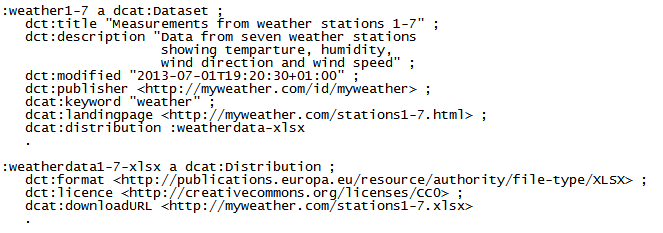 :weather1-7 a dcat:Dataset ;
dct:title "Measurements from weather stations 1-7" ;
dct:description "Data from seven weather stations
showing temparture, humidity,
wind direction and wind speed" ;
dct:modified "2013-07-01T19:20:30+01:00" ;
dct:publisher <http://myweather.com/id/myweather> ;
dcat:keyword "weather" ;
dcat:landingpage <http://myweather.com/stations1-7.html> ;
dcat:distribution :weatherdata-xlsx
.
:weatherdata1-7-xlsx a dcat:Distribution ;
dct:format <http://publications.europa.eu/resource/authority/file-type/XLSX> ;
dct:licence <http://creativecommons.org/licenses/CC0> ;
dcat:downloadURL <http://myweather.com/stations1-7.xlsx>
.